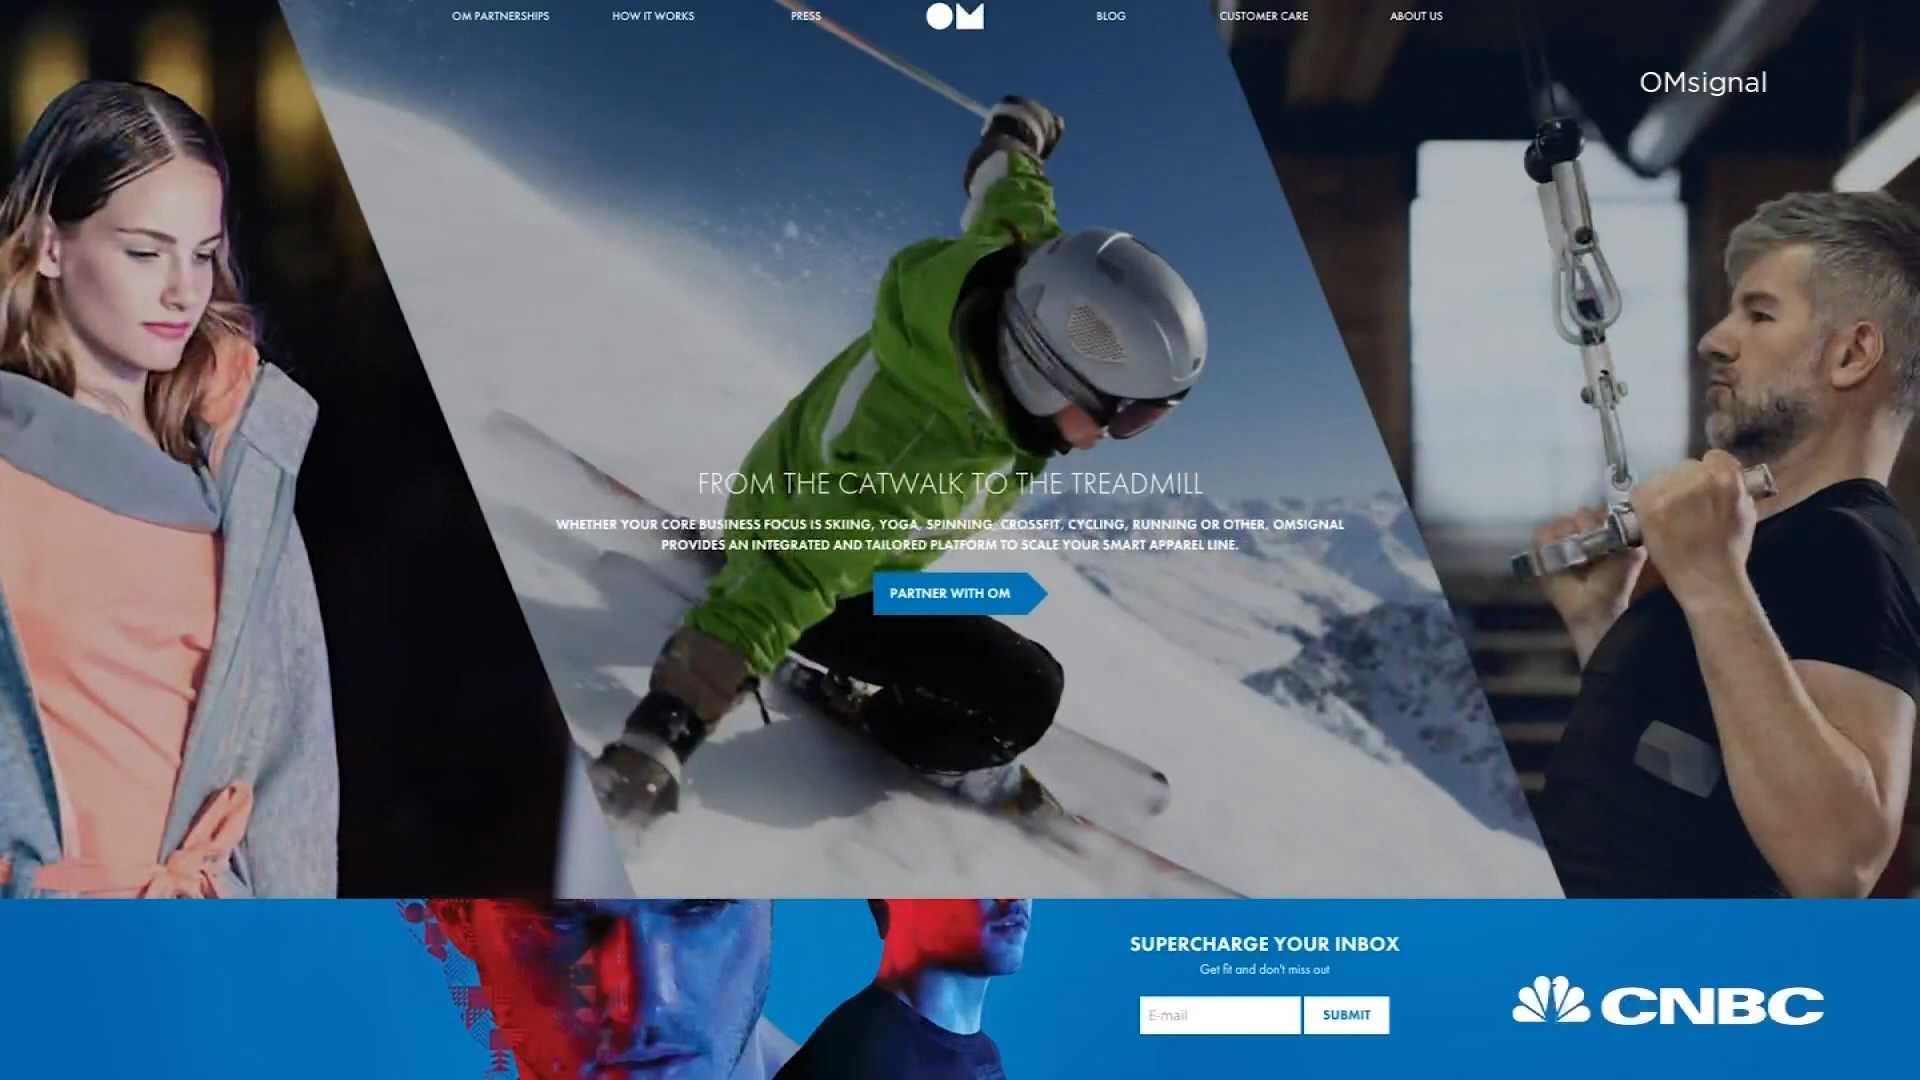 OM PARTNERSHIPS
HOW IT WORKS
PRESS
OM
BLOG
CUSTOMER CARE
ABOUT US
OMsignal
FROM THE CATWALK TO THE TREADMILL
WHETHER YOUR CORE BUSINESS FOCUS IS SKIING, YOGA, SPINNING, CROSSFIT, CYCLING, RUNNING OR OTHER, OMSIGNAL
PROVIDES AN INTEGRATED AND TAILORED PLATFORM TO SCALE YOUR SMART APPAREL LINE.
PARTNER WITH OM
SUPERCHARGE YOUR INBOX
Get fit and don't miss out
E-mail
SUBMIT
CNBC